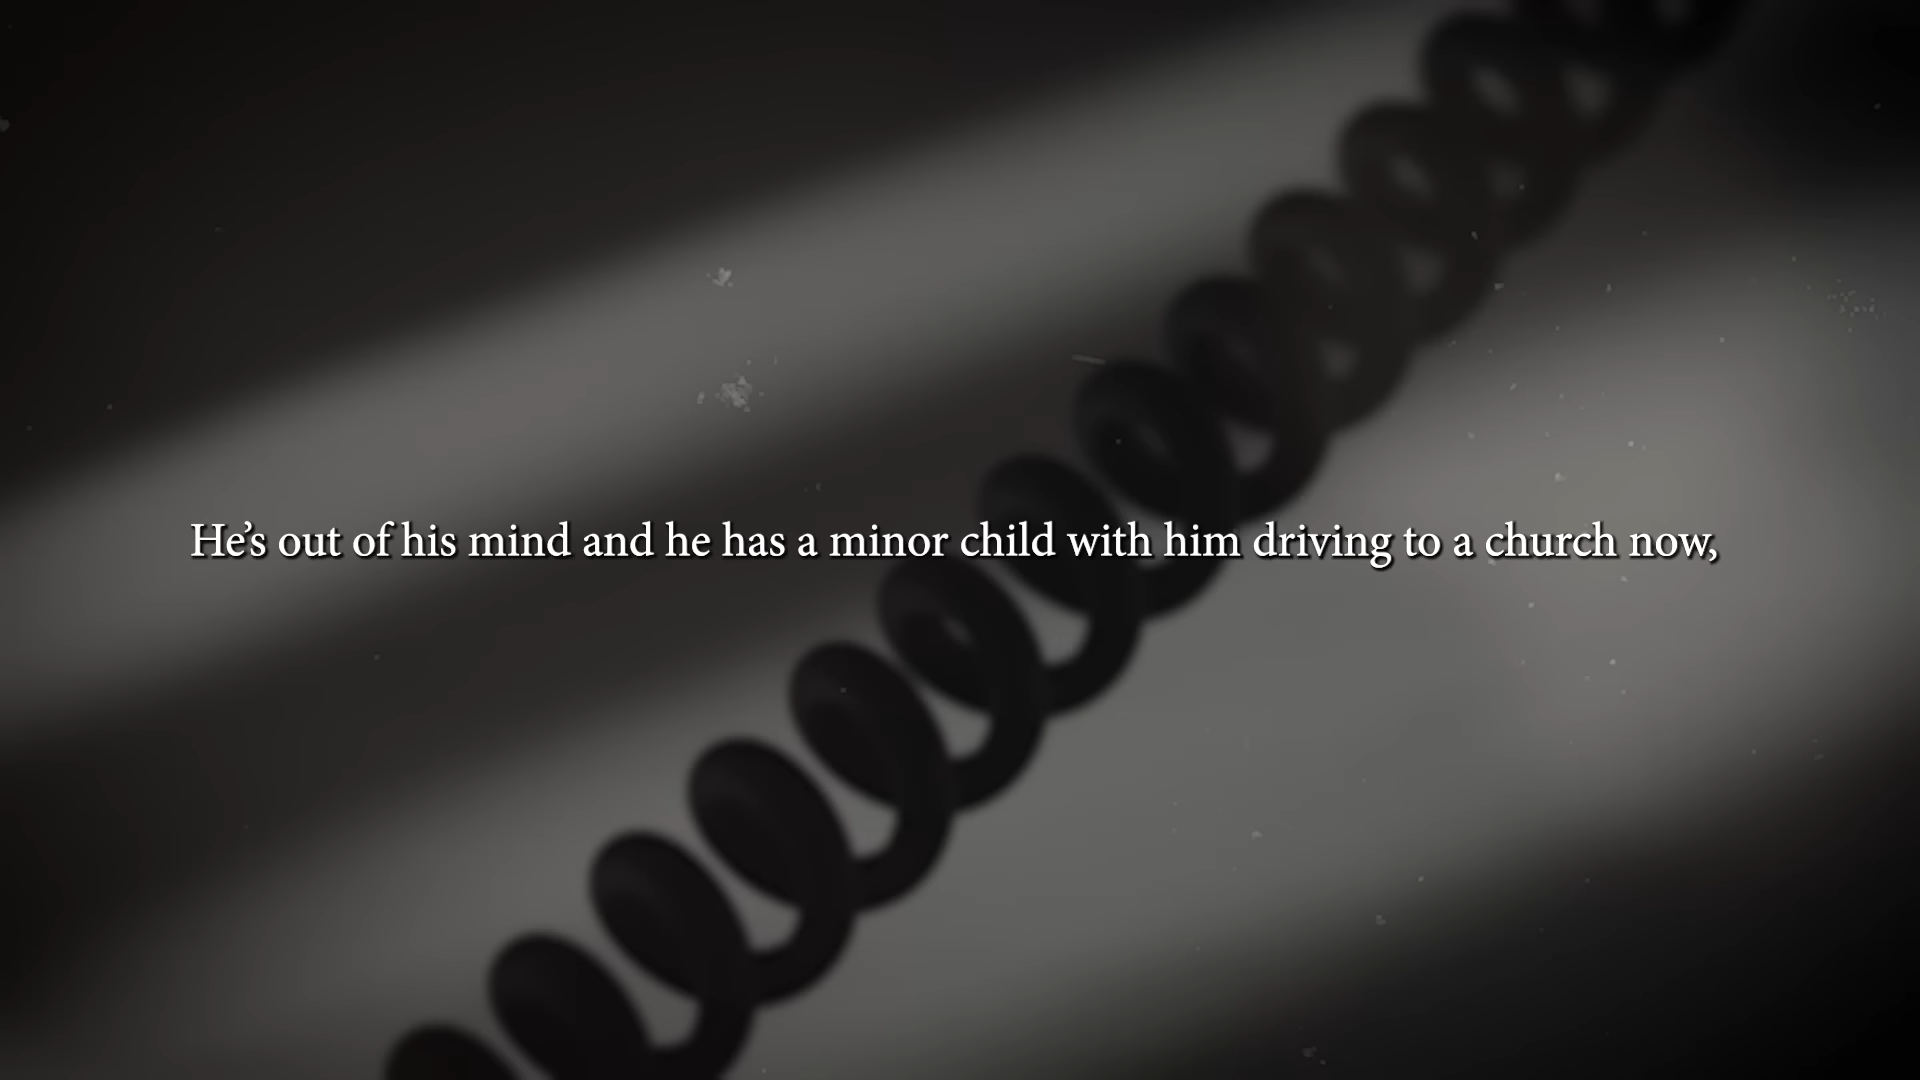 He’s out of his mind and he has a minor child with him driving to a church now,